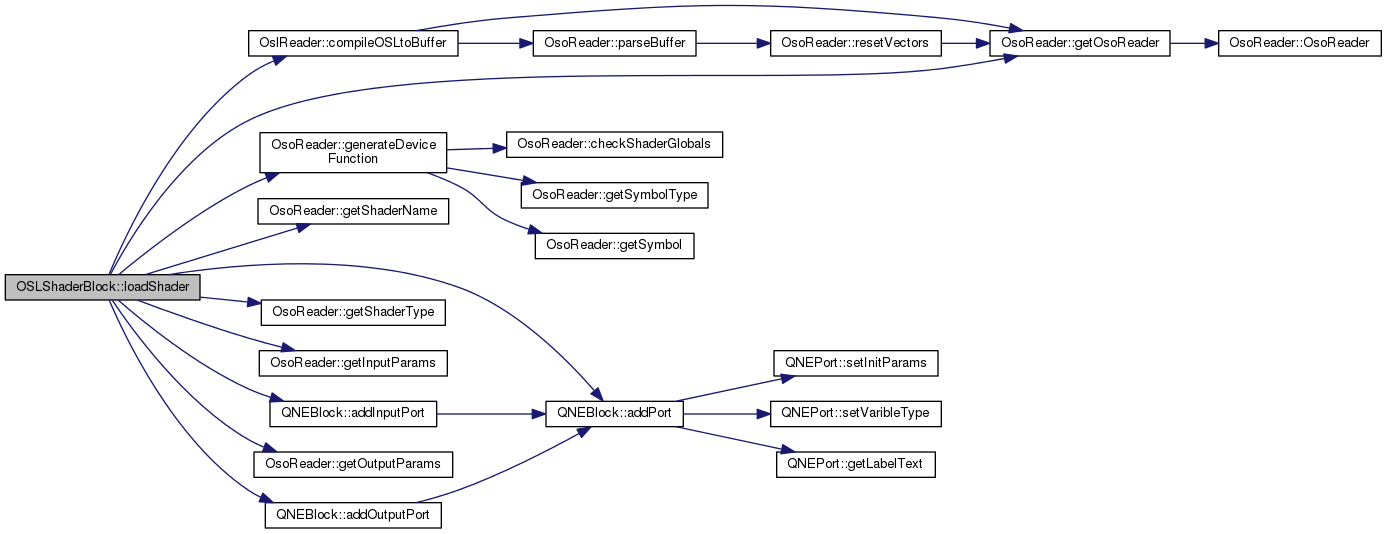 OslReader::compileOSLtoBuffer
OsoReader::parseBuffer
OsoReader::resetVectors
OsoReader::getOsoReader
OsoReader::OsoReader
OsoReader::generateDevice
Function
OsoReader::checkShaderGlobals
OsoReader::getSymbolType
OsoReader::getShaderName
OsoReader::getSymbol
OSLShaderBlock::loadShader
OsoReader::getShaderType
OsoReader::getInputParams
QNEPort::setInitParams
QNEBlock::addInputPort
QNEBlock::addPort
QNEPort::setVaribleType
OsoReader::getOutputParams
QNEPort::getLabelText
QNEBlock::addOutputPort